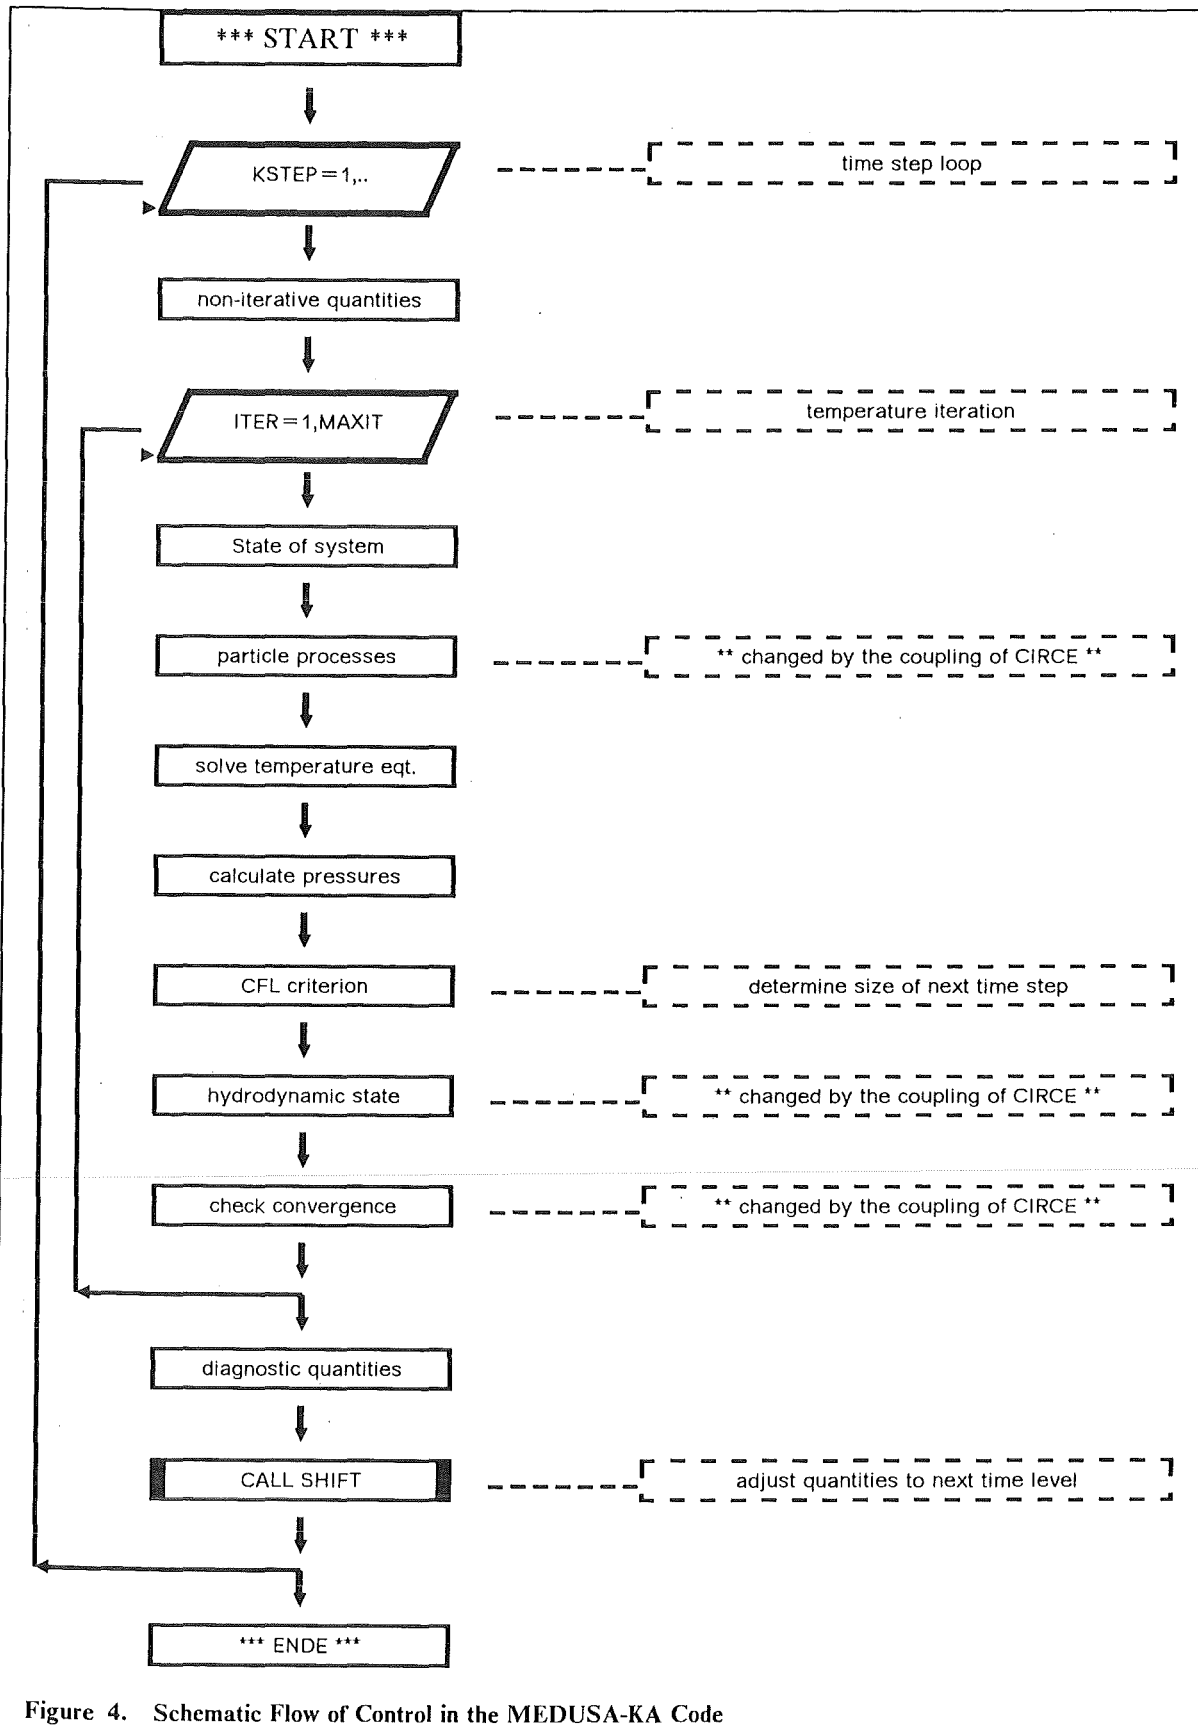 *** START ***
KSTEP=1,..
time step loop
non-iterative quantities
ITER=1,MAXIT
temperature iteration
State of system
particle processes
** changed by the coupling of CIRCE **
solve temperature eqt.
calculate pressures
CFL criterion
determine size of next time step
hydrodynamic state
** changed by the coupling of CIRCE **
check convergence
** changed by the coupling of CIRCE **
diagnostic quantities
CALL SHIFT
adjust quantities to next time level
*** ENDE ***
Figure 4. Schematic Flow of Control in the MEDUSA-KA Code